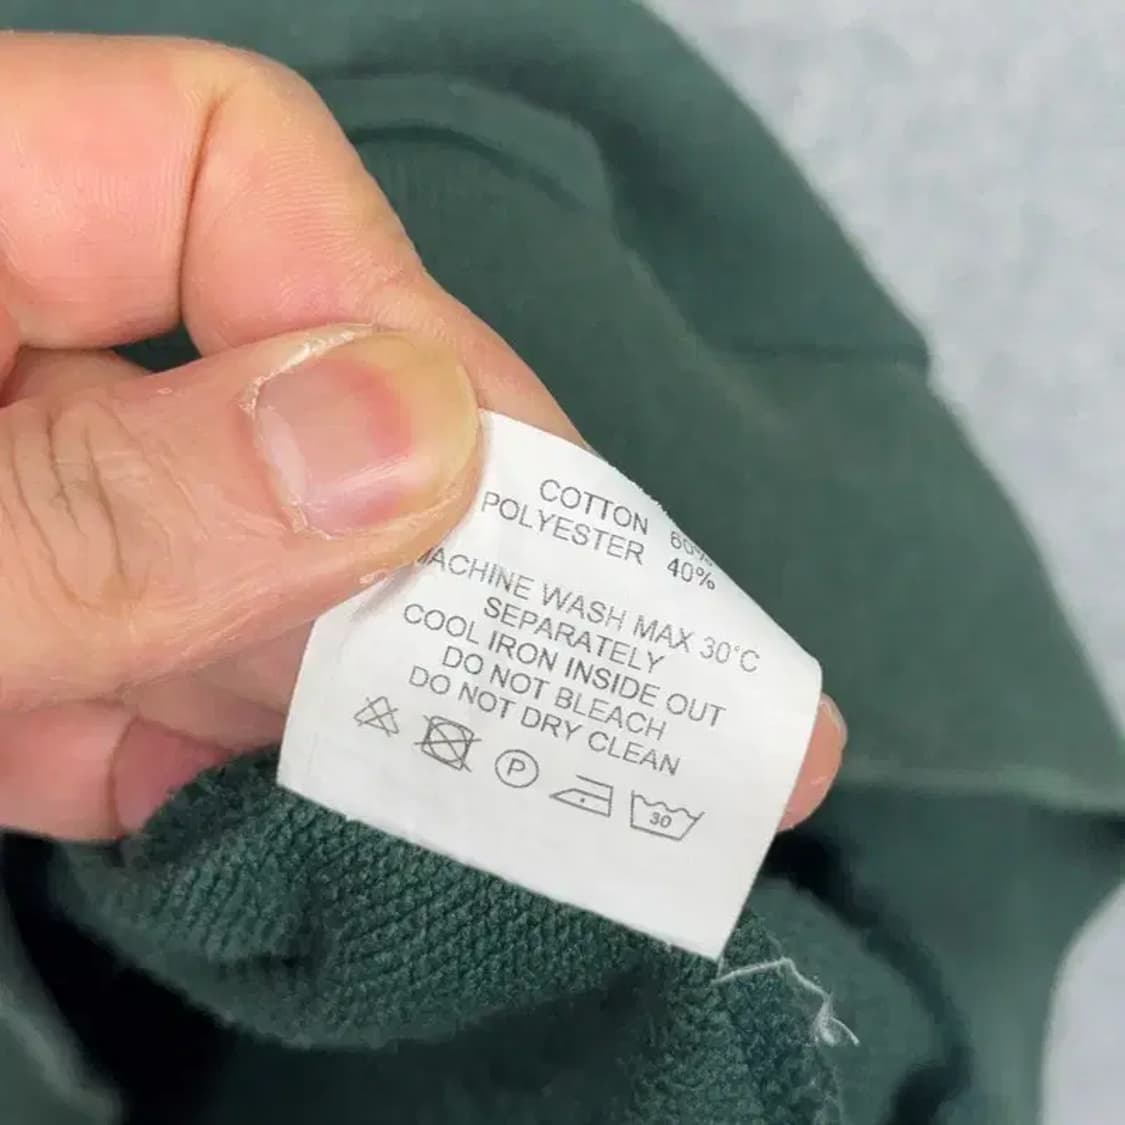 COTTON 60%
POLYESTER 40%
MACHINE WASH MAX 30°C
SEPARATELY
COOL IRON INSIDE OUT
DO NOT BLEACH
DO NOT DRY CLEAN
P
30